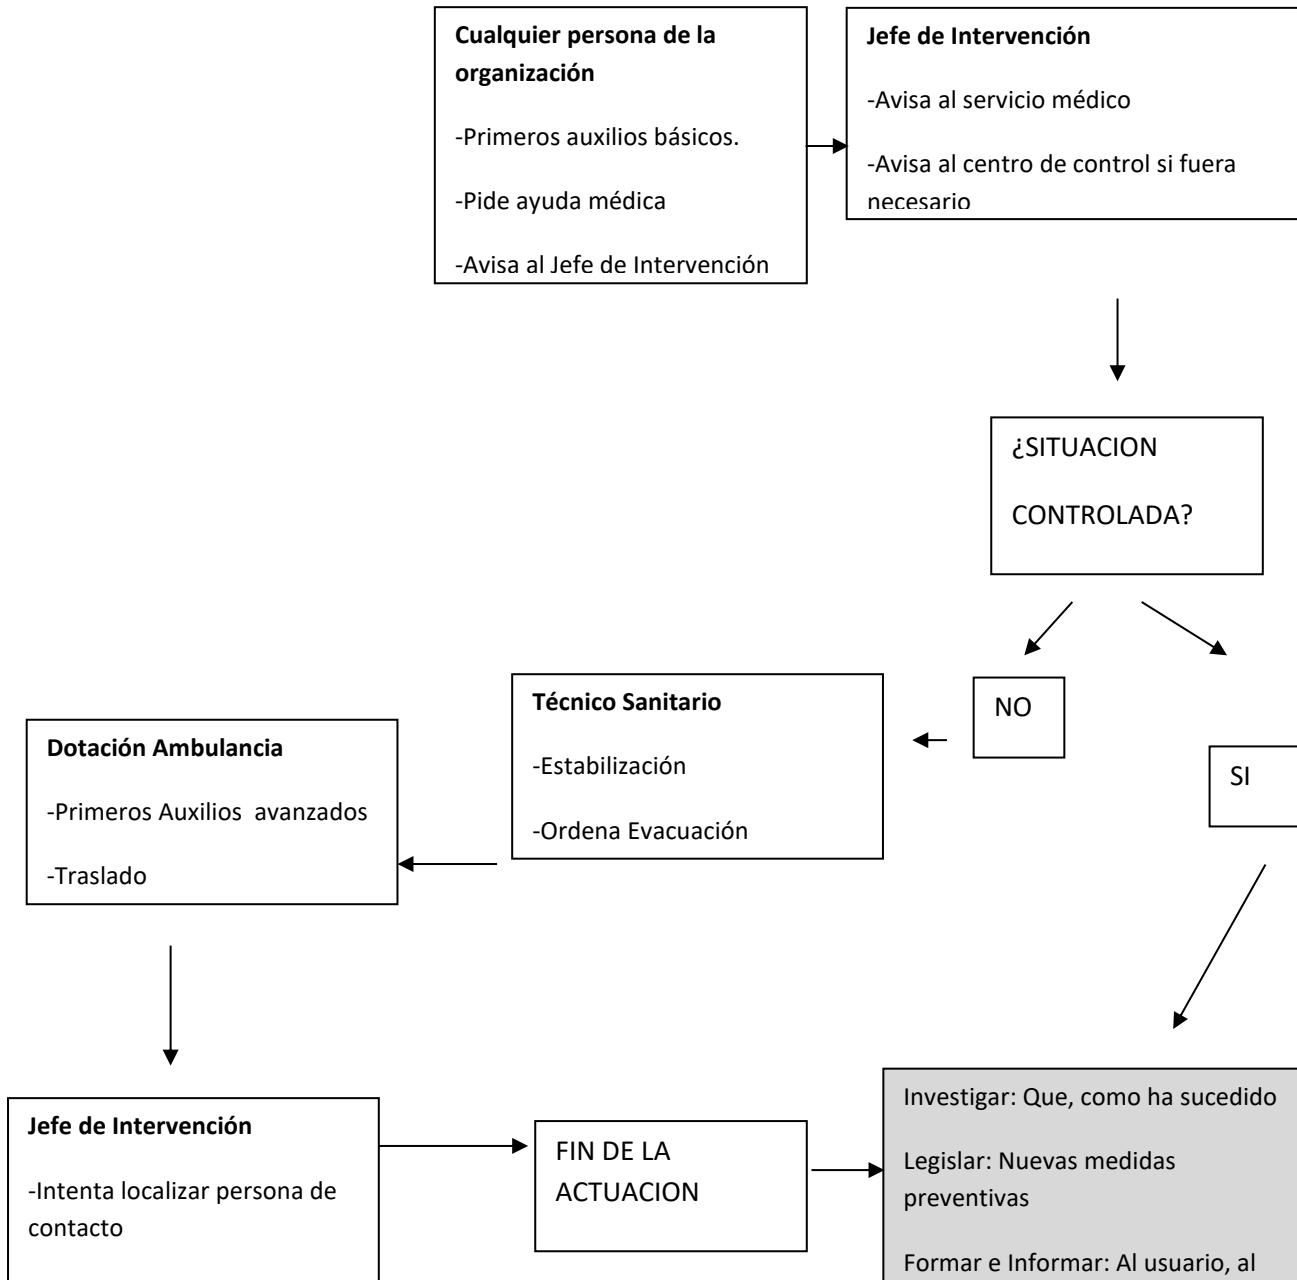 Cualquier persona de la
organización
-Primeros auxilios básicos.
-Pide ayuda médica
-Avisa al Jefe de Intervención
Jefe de Intervención
-Avisa al servicio médico
-Avisa al centro de control si fuera
necesario
¿SITUACION
CONTROLADA?
NO
SI
Técnico Sanitario
-Estabilización
-Ordena Evacuación
Dotación Ambulancia
-Primeros Auxilios  avanzados
-Traslado
Jefe de Intervención
-Intenta localizar persona de
contacto
FIN DE LA
ACTUACION
Investigar: Que, como ha sucedido
Legislar: Nuevas medidas
preventivas
Formar e Informar: Al usuario, al